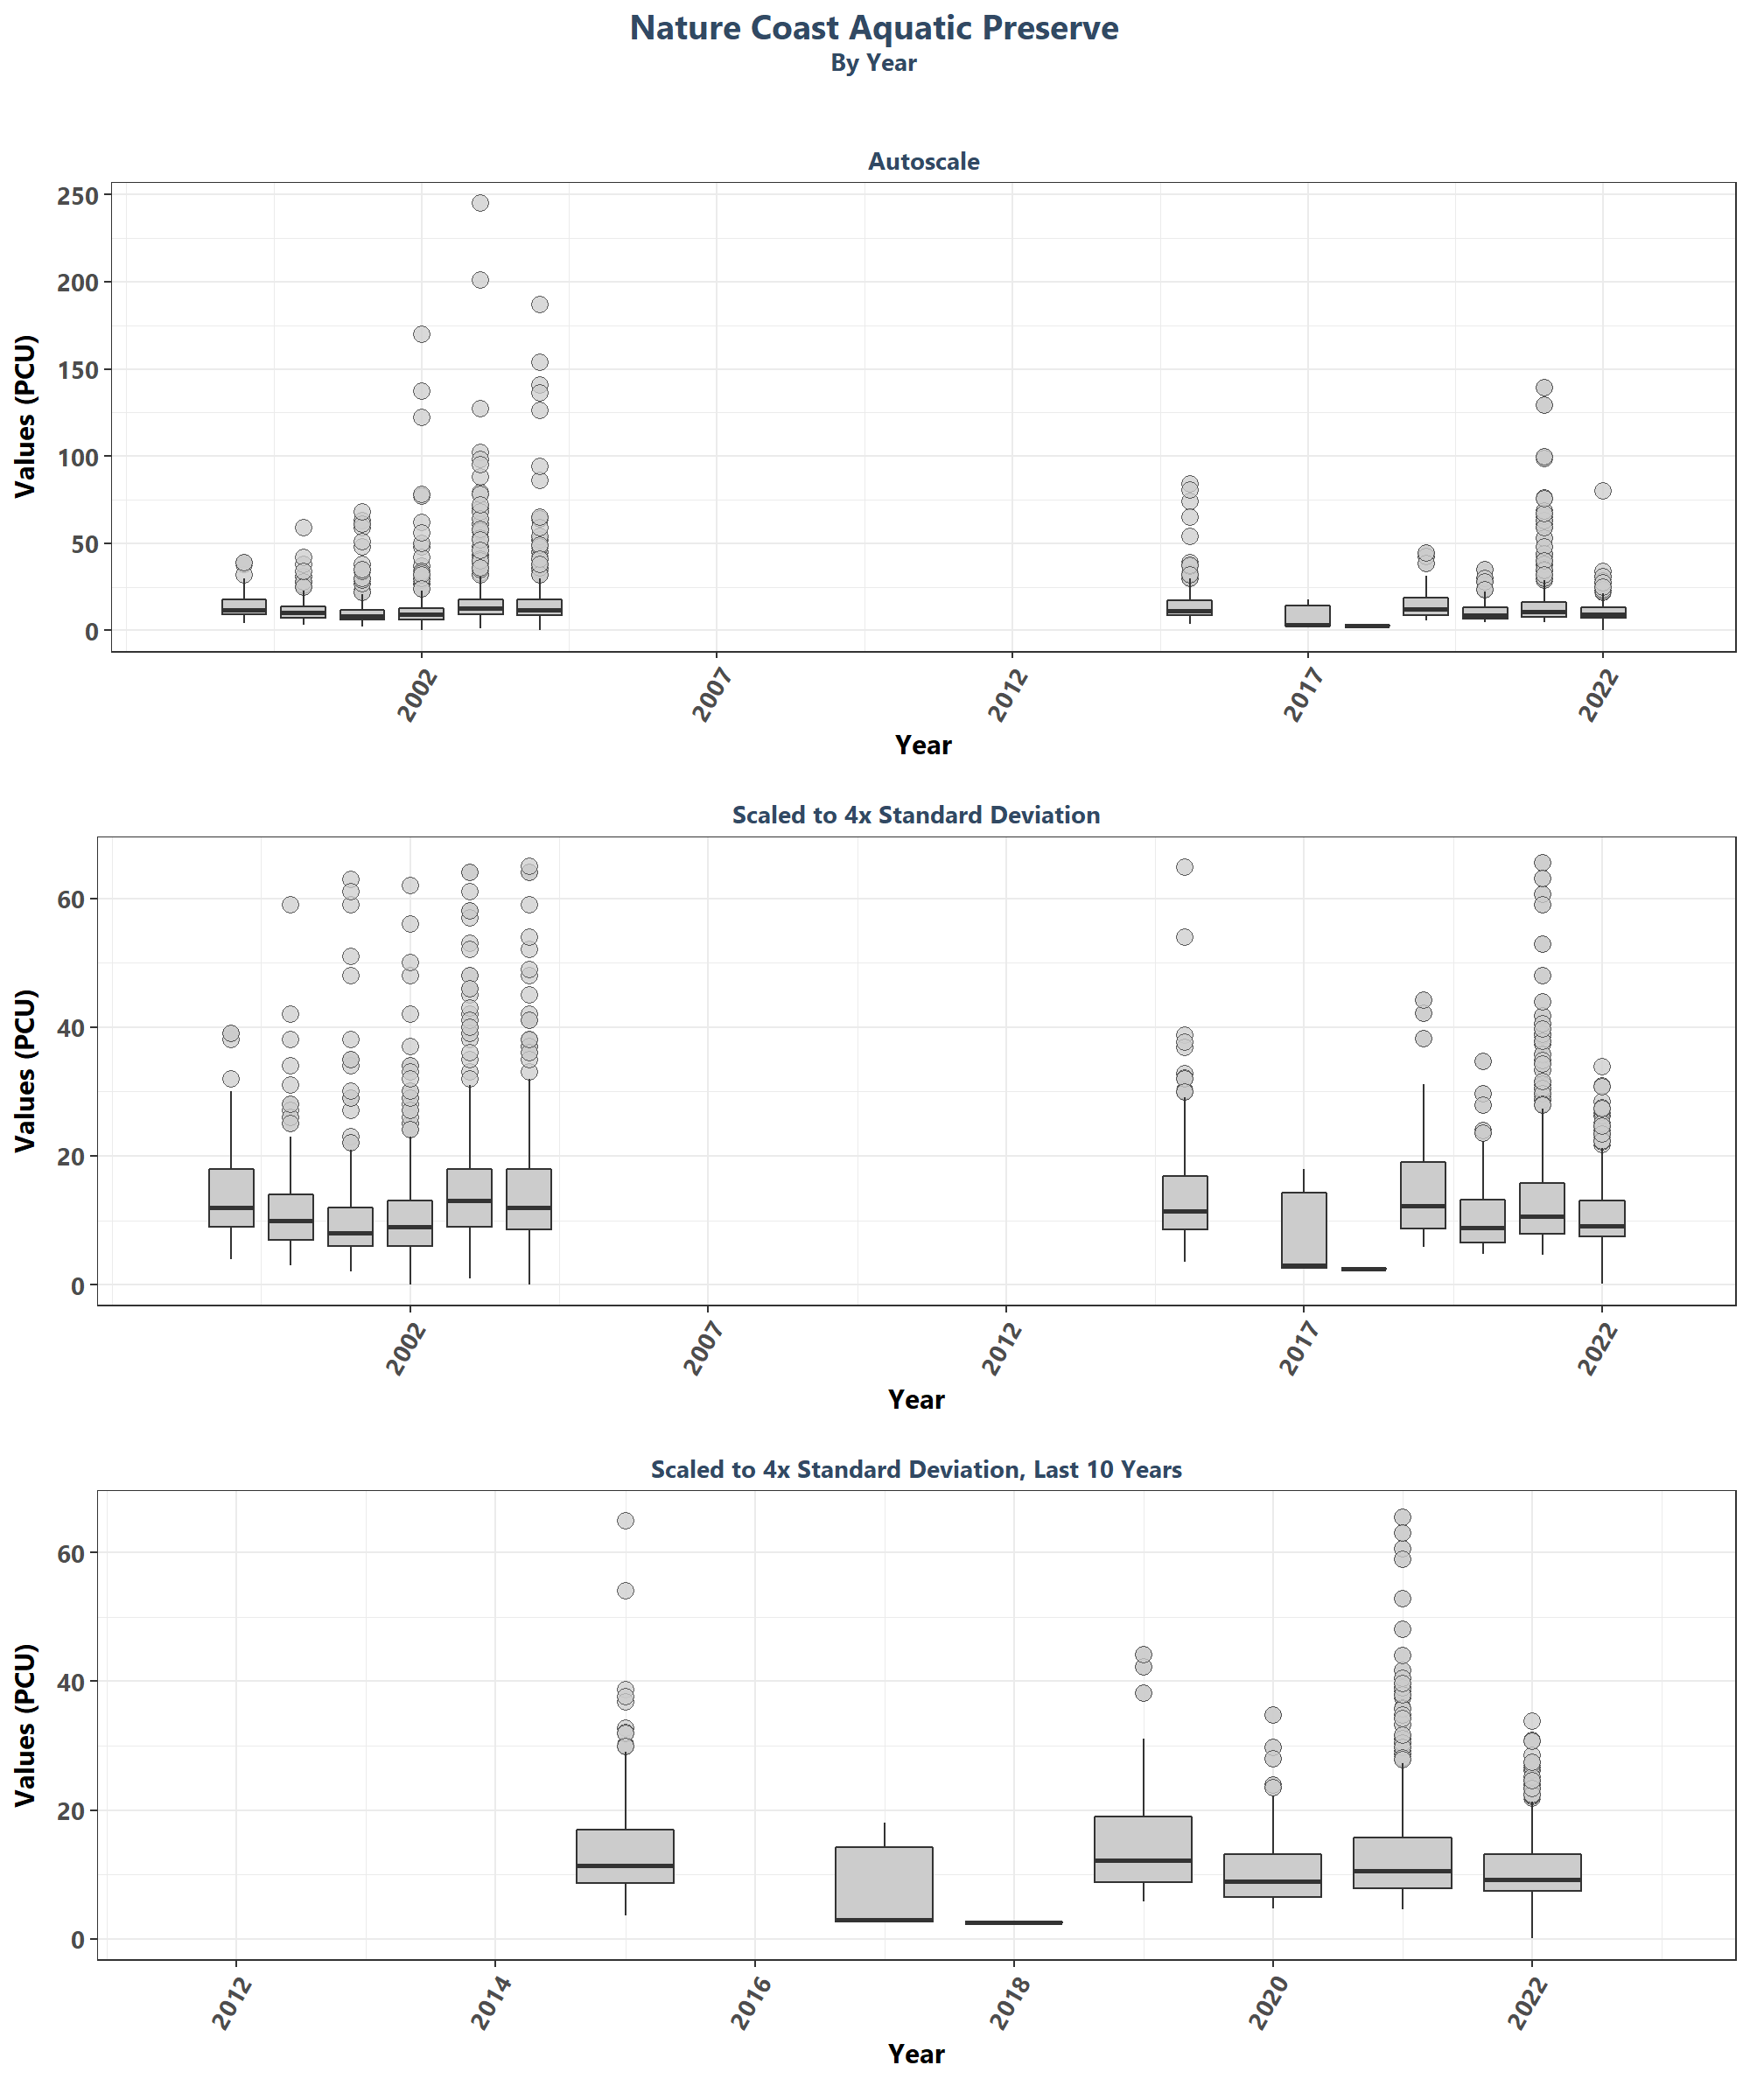 Nature Coast Aquatic Preserve
By Year
Autoscale
Values (PCU)
250
200
150
100
50
0
2002
2007
2012
2017
2022
Year
Scaled to 4x Standard Deviation
Values (PCU)
60
40
20
0
2002
2007
2012
2017
2022
Year
Scaled to 4x Standard Deviation, Last 10 Years
Values (PCU)
60
40
20
0
2012
2014
2016
2018
2020
2022
Year